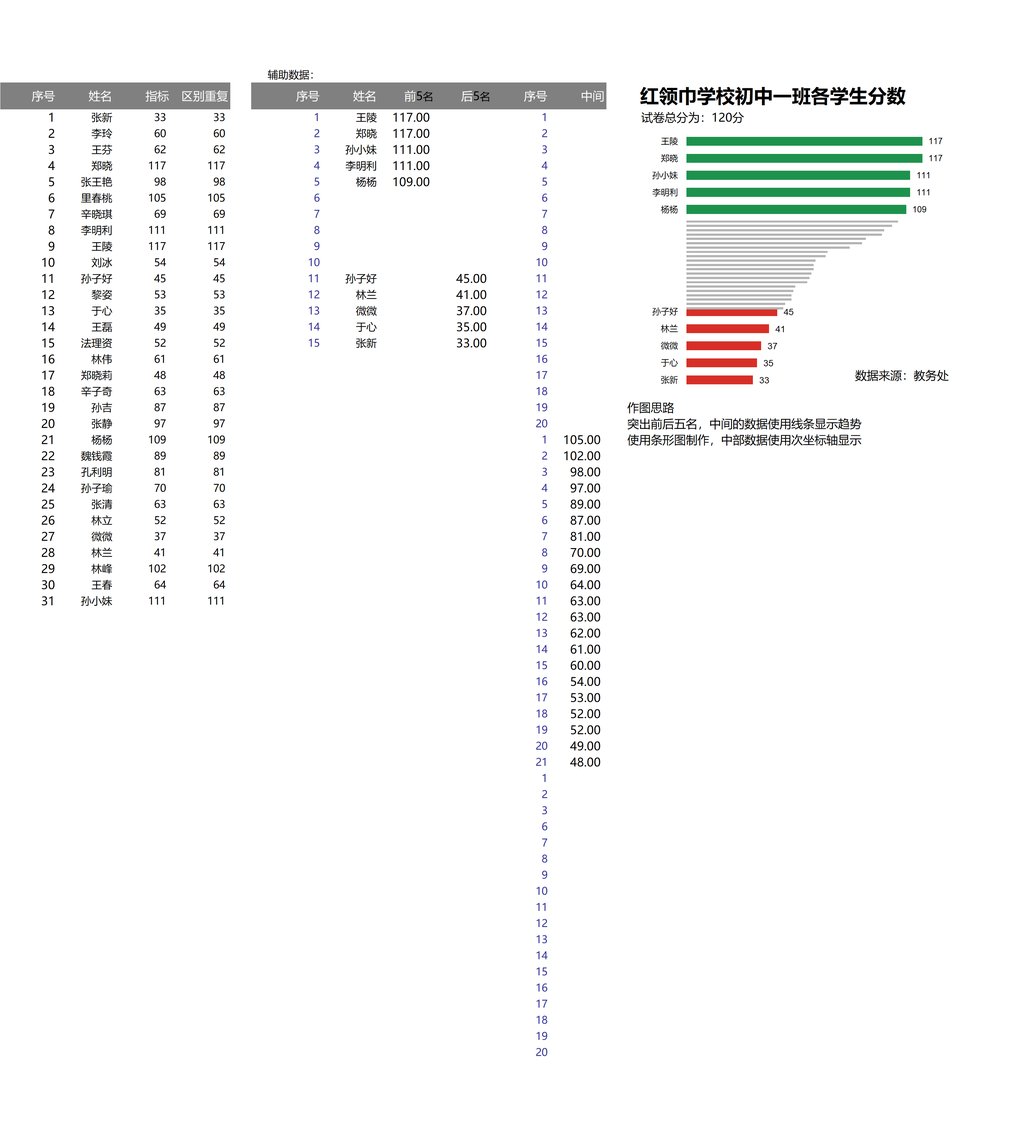 辅助数据：
序号 姓名 指标 区别重复
1 张新 33 33
2 李玲 60 60
3 王芬 62 62
4 郑晓 117 117
5 张王艳 98 98
6 里春桃 105 105
7 辛晓琪 69 69
8 李明利 111 111
9 王陵 117 117
10 刘冰 54 54
11 孙子好 45 45
12 黎姿 53 53
13 于心 35 35
14 王磊 49 49
15 法理资 52 52
16 林伟 61 61
17 郑晓莉 48 48
18 辛子奇 63 63
19 孙吉 87 87
20 张静 97 97
21 杨杨 109 109
22 魏钱霞 89 89
23 孔利明 81 81
24 孙子瑜 70 70
25 张清 63 63
26 林立 52 52
27 微微 37 37
28 林兰 41 41
29 林峰 102 102
30 王春 64 64
31 孙小妹 111 111
序号 姓名 前5名 后5名
1 王陵 117.00
2 郑晓 117.00
3 孙小妹 111.00
4 李明利 111.00
5 杨杨 109.00
6
7
8
9
10
11 孙子好 45.00
12 林兰 41.00
13 微微 37.00
14 于心 35.00
15 张新 33.00
序号 中间
1
2
3
4
5
6
7
8
9
10
11
12
13
14
15
16
17
18
19
20
1 105.00
2 102.00
3 98.00
4 97.00
5 89.00
6 87.00
7 81.00
8 70.00
9 69.00
10 64.00
11 63.00
12 63.00
13 62.00
14 61.00
15 60.00
16 54.00
17 53.00
18 52.00
19 52.00
20 49.00
21 48.00
1
2
3
6
7
8
9
10
11
12
13
14
15
16
17
18
19
20
红领巾学校初中一班各学生分数
试卷总分为：120分
王陵 117
郑晓 117
孙小妹 111
李明利 111
杨杨 109
孙子好 45
林兰 41
微微 37
于心 35
张新 33
数据来源：教务处
作图思路
突出前后五名，中间的数据使用线条显示趋势
使用条形图制作，中部数据使用次坐标轴显示